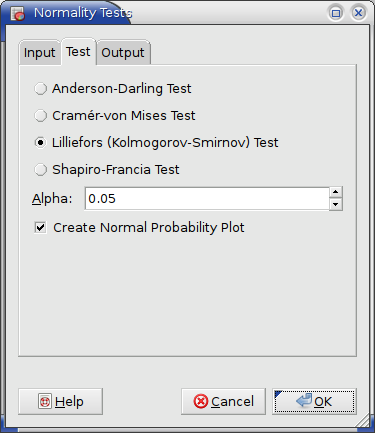 Normality Tests
Input Test Output
Anderson-Darling Test
Cramér-von Mises Test
Lilliefors (Kolmogorov-Smirnov) Test
Shapiro-Francia Test
Alpha: 0.05
Create Normal Probability Plot
Help Cancel OK